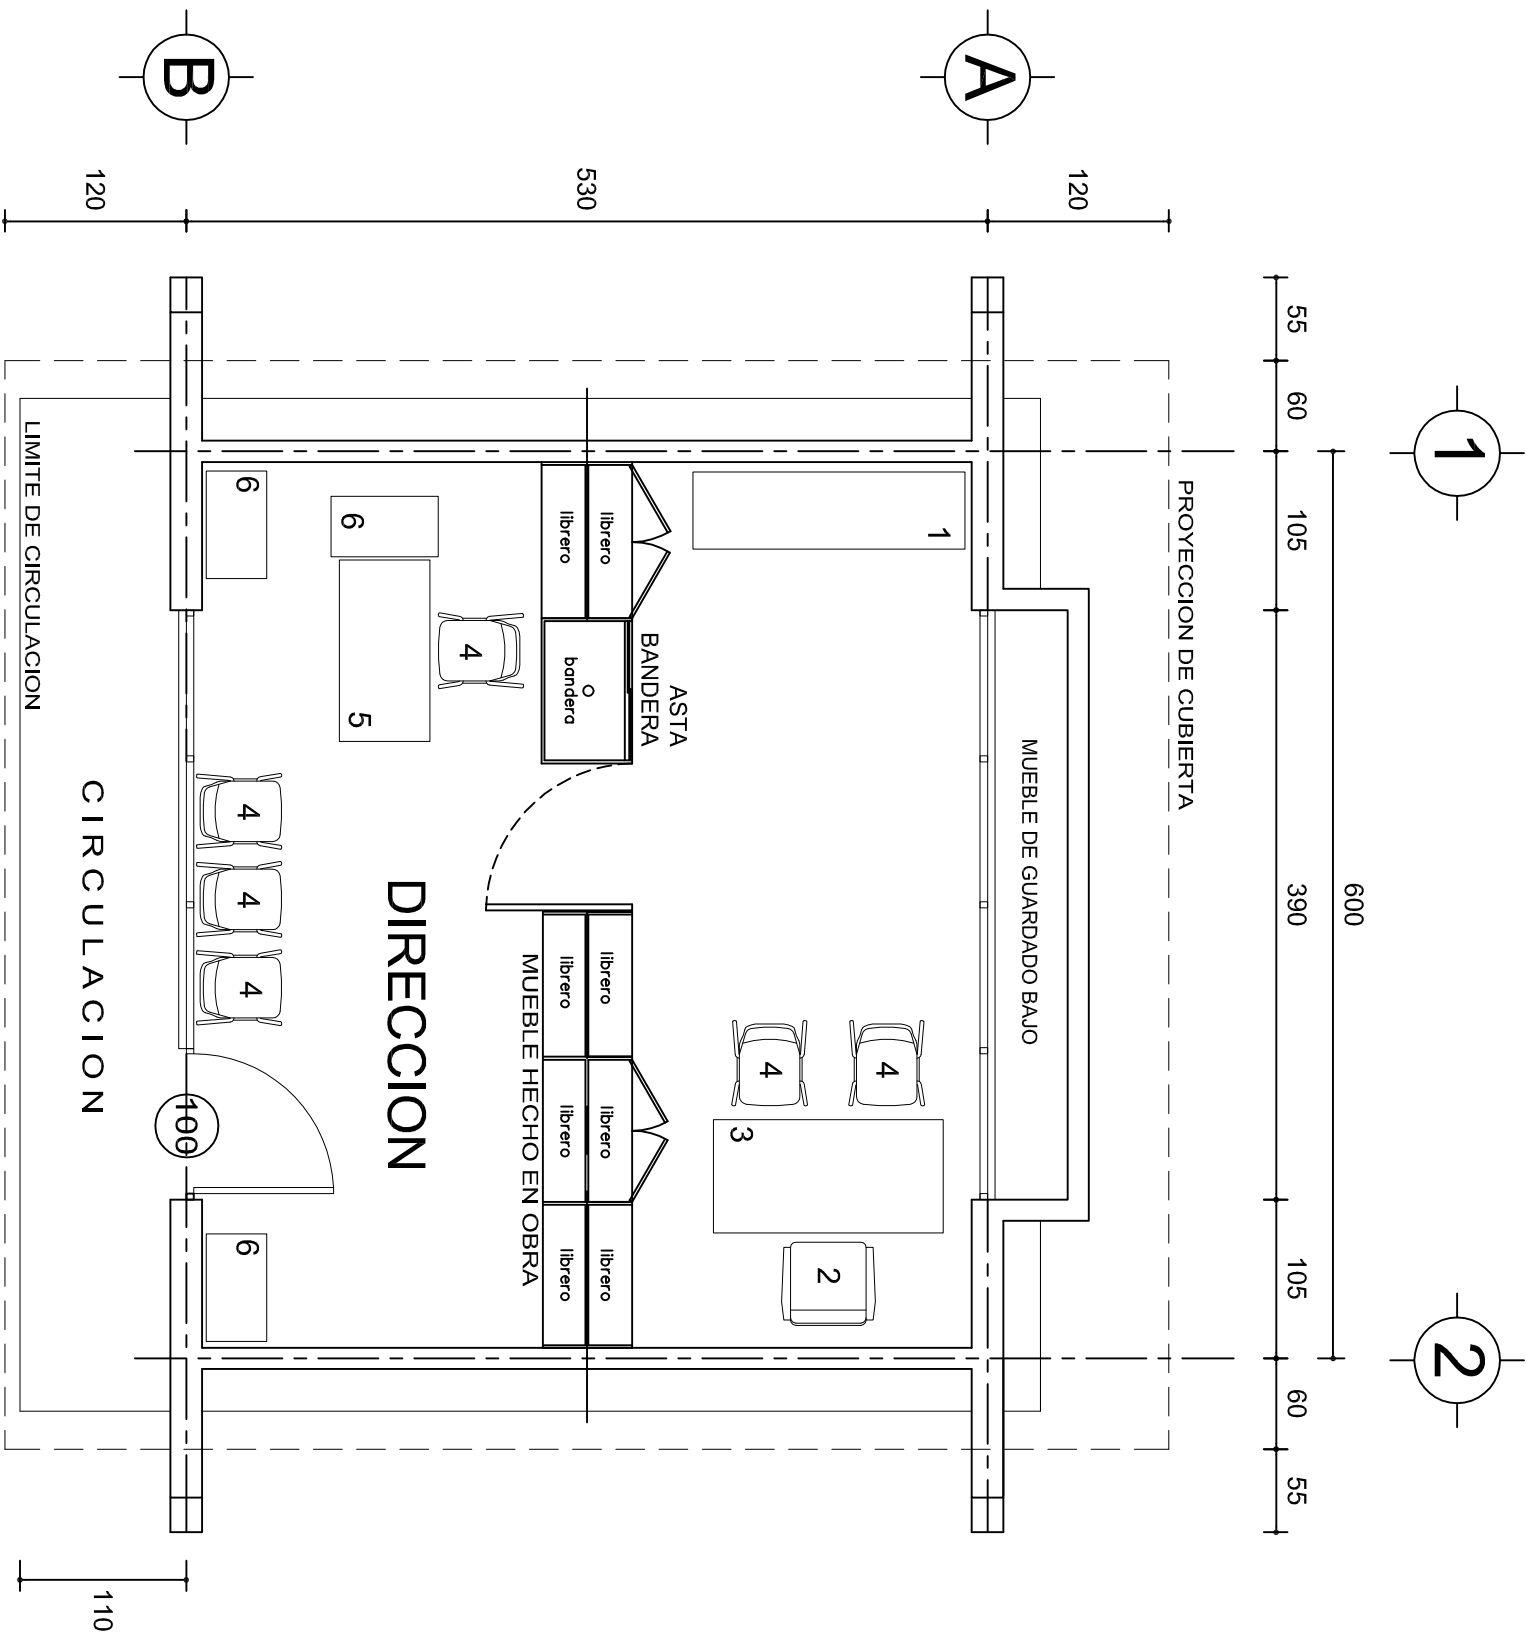 1 2
600
55 60 105 390 105 60 55
PROYECCION DE CUBIERTA
120
MUEBLE DE GUARDADO BAJO
A
1
4
2
4
3
ASTA
BANDERA
librero librero librero librero
530
librero bandera librero librero librero
MUEBLE HECHO EN OBRA
4
DIRECCION
6
5
6 4 4 4 6
B
100
120
CIRCULACION
110
LIMITE DE CIRCULACION